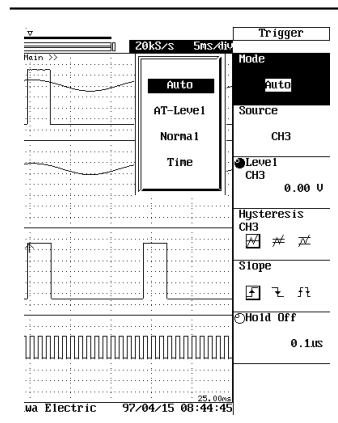 Trigger
20kS/s 5ms/div
Main >>
Mode
Auto
Auto
AT-Level
Normal
Time
Source
CH3
Level
CH3
0.00 V
Hysteresis
CH3
Slope
Hold Off
0.1us
25.00ms
wa Electric 97/04/15 08:44:45